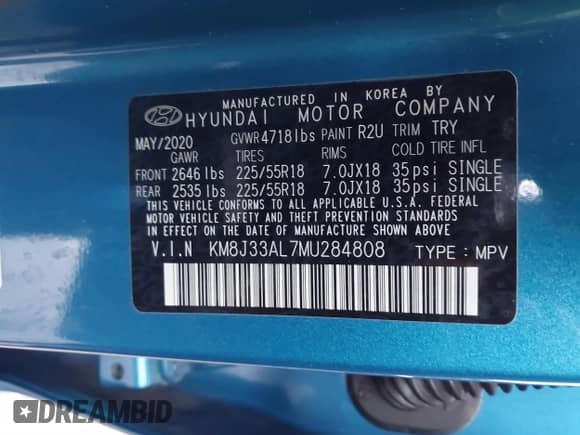 MANUFACTURED IN KOREA BY
HYUNDAI MOTOR COMPANY
MAY/2020 GVWR 4718lbs PAINT R2U TRIM TRY
GAWR TIRES RIMS COLD TIRE INFL
FRONT 2646 lbs 225/55R18 7.0JX18 35psi SINGLE
REAR 2535 lbs 225/55R18 7.0JX18 35psi SINGLE
THIS VEHICLE CONFORMS TO ALL APPLICABLE U.S.A. FEDERAL
MOTOR VEHICLE SAFETY AND THEFT PREVENTION STANDARDS
IN EFFECT ON THE DATE OF MANUFACTURE SHOWN ABOVE.
V.I.N KM8J33AL7MU284808 TYPE : MPV
DREAMBID